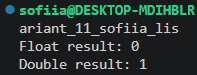 sofiia@DESKTOP-MDIHBLR
ariant_11_sofiia_lis
Float result: 0
Double result: 1